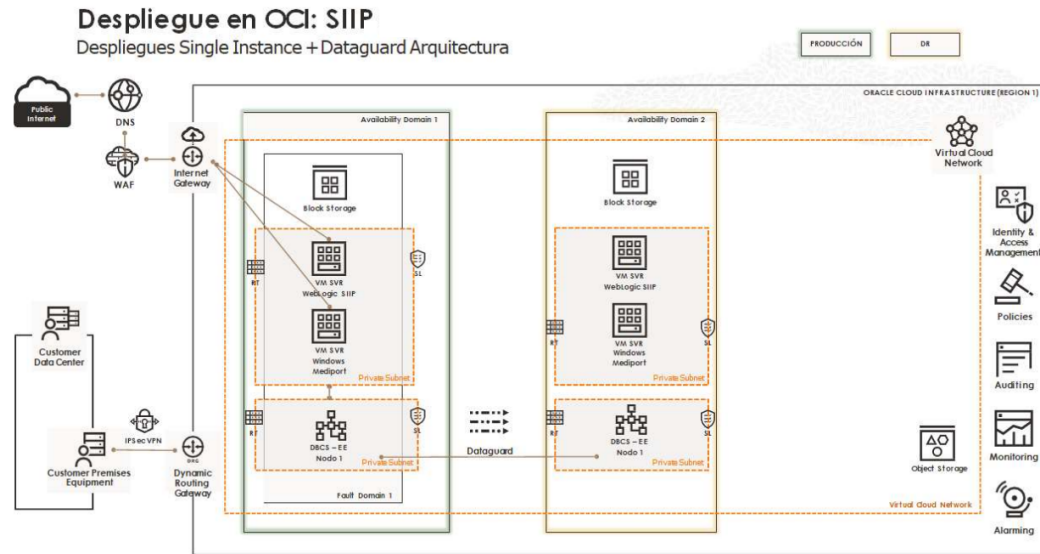 Despliegue en OCI: SIIP
Despliegues Single Instance + Dataguard Arquitectura
PRODUCCIÓN
DR
ORACLE CLOUD INFRASTRUCTURE (REGION 1)
Public
Internet
DNS
WAF
Internet
Gateway
Availability Domain 1
Block Storage
RT
SL
VM SVR
WebLogic SIIP
VM SVR
Windows
Mediport
Private Subnet
RT
SL
DBCS – EE
Nodo 1
Private Subnet
Fault Domain 1
Dataguard
Availability Domain 2
Block Storage
VM SVR
WebLogic SIIP
RT
SL
VM SVR
Windows
Mediport
Private Subnet
RT
SL
DBCS – EE
Nodo 1
Private Subnet
Virtual Cloud
Network
Object Storage
Virtual Cloud Network
Identity &
Access
Management
Policies
Auditing
Monitoring
Alarming
Customer
Data Center
IPSec VPN
Customer Premises
Equipment
DRG
Dynamic
Routing
Gateway